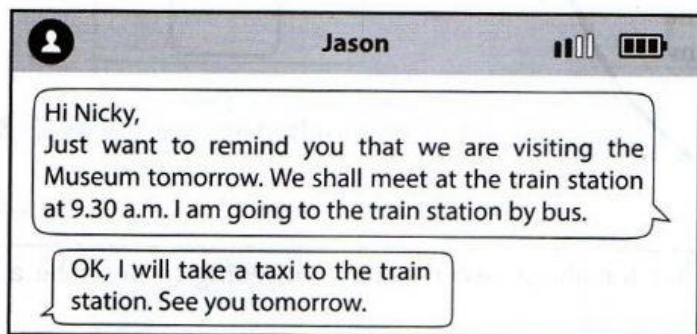 Jason
Hi Nicky,
Just want to remind you that we are visiting the
Museum tomorrow. We shall meet at the train station
at 9.30 a.m. I am going to the train station by bus.
OK, I will take a taxi to the train
station. See you tomorrow.